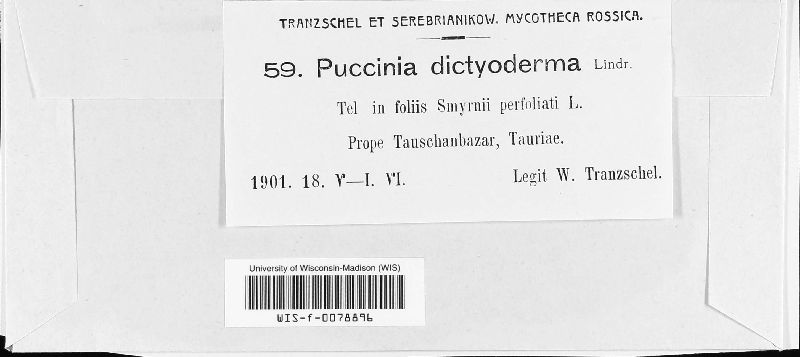 TRANZSCHEL ET SEREBRIANIKOW. MYCOTHECA ROSSICA.
59. Puccinia dictyoderma Lindr.
Tel in foliis Smyrnii perfoliati L.
Prope Tauschanbazar, Tauriae.
1901. 18. V—I. VI. Legit W. Tranzschel.
University of Wisconsin-Madison (WIS)
WIS-f-0078896